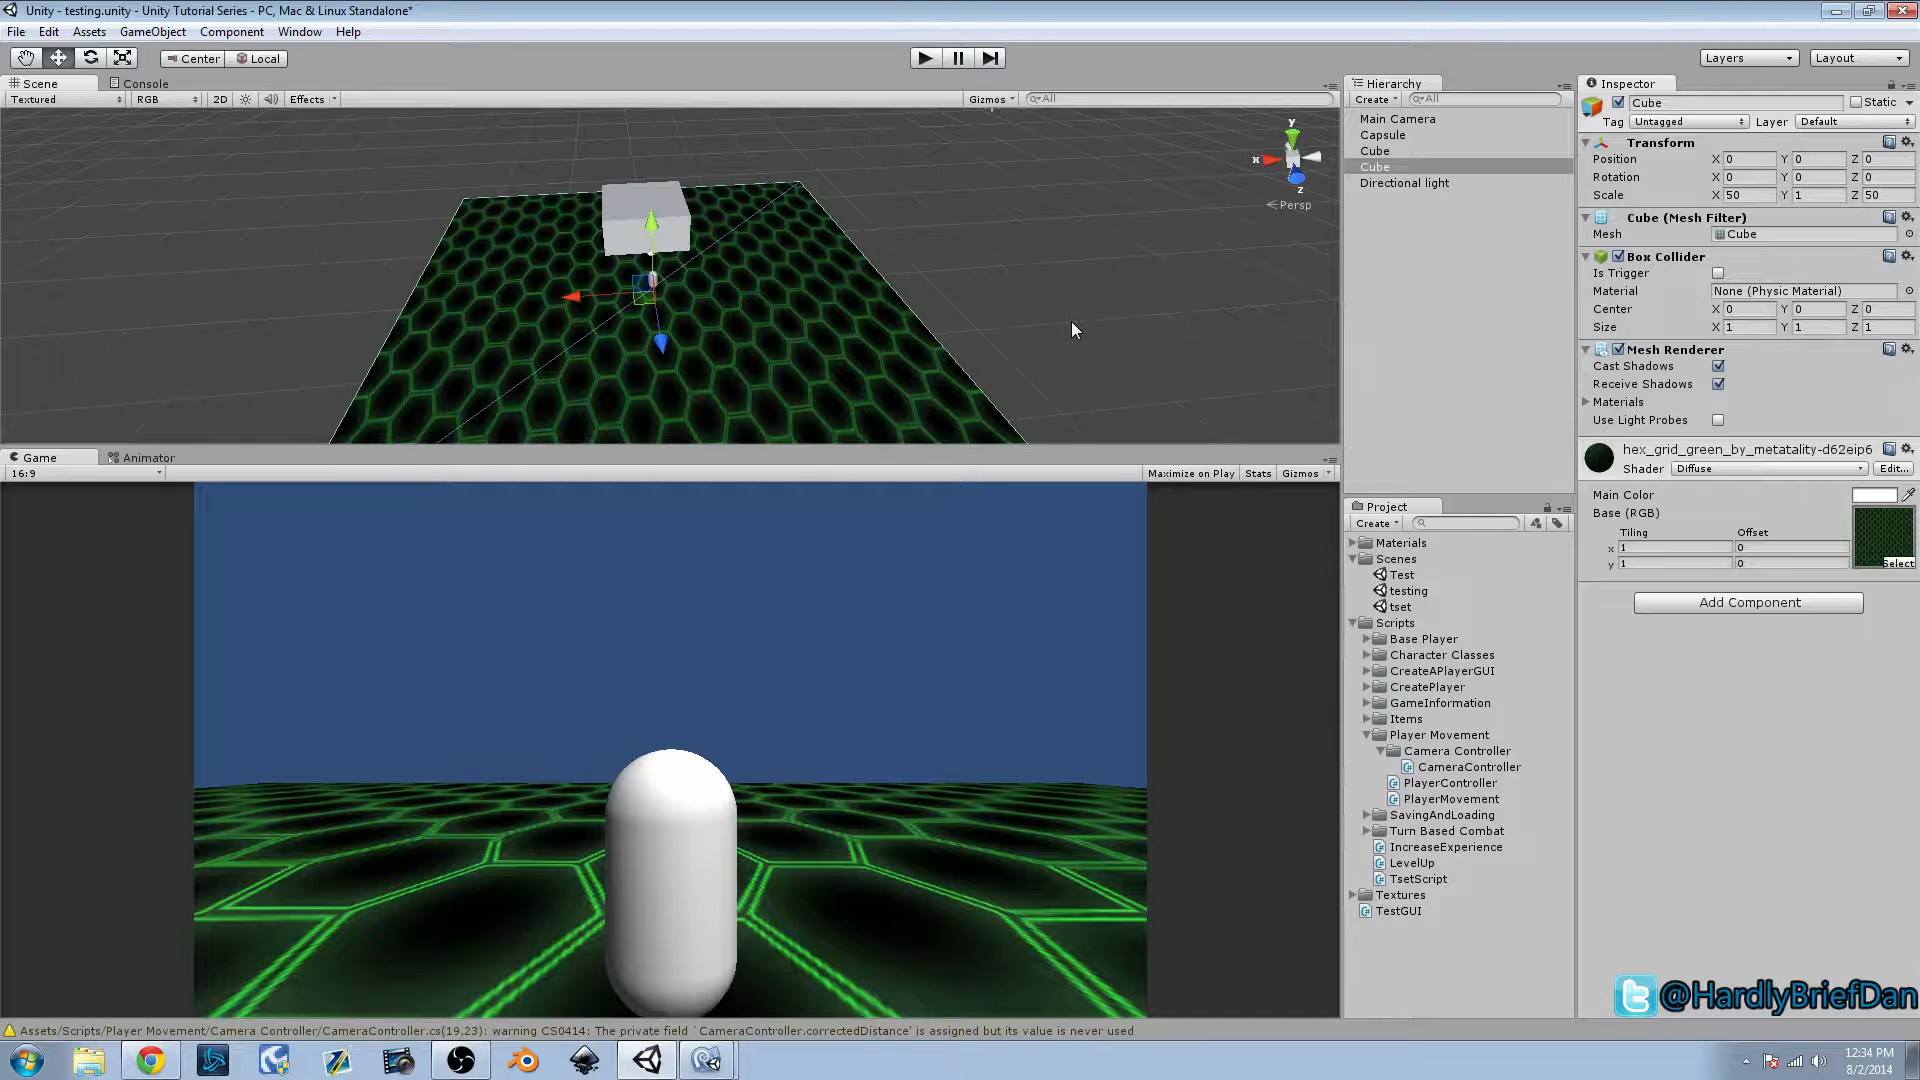 Unity - testing.unity - Unity Tutorial Series - PC, Mac & Linux Standalone*
File Edit Assets GameObject Component Window Help
Center Local
Layers Layout
Scene Console
Textured RGB 2D Effects Gizmos All
y
x
z
Persp
Game Animator
16:9 Maximize on Play Stats Gizmos
Hierarchy
Create All
Main Camera
Capsule
Cube
Cube
Directional light
Project
Create
Materials
Scenes
Test
testing
tset
Scripts
Base Player
Character Classes
CreateAPlayerGUI
CreatePlayer
GameInformation
Items
Player Movement
Camera Controller
CameraController
PlayerController
PlayerMovement
SavingAndLoading
Turn Based Combat
IncreaseExperience
LevelUp
TsetScript
Textures
TestGUI
Inspector
Cube Static
Tag Untagged Layer Default
Transform
Position X 0 Y 0 Z 0
Rotation X 0 Y 0 Z 0
Scale X 50 Y 1 Z 50
Cube (Mesh Filter)
Mesh Cube
Box Collider
Is Trigger
Material None (Physic Material)
Center X 0 Y 0 Z 0
Size X 1 Y 1 Z 1
Mesh Renderer
Cast Shadows
Receive Shadows
Materials
Use Light Probes
hex_grid_green_by_metatality-d62eip6
Shader Diffuse Edit...
Main Color
Base (RGB)
Tiling Offset
x 1 0
y 1 0
Select
Add Component
@HardlyBriefDan
Assets/Scripts/Player Movement/Camera Controller/CameraController.cs(19,23): warning CS0414: The private field `CameraController.correctedDistance' is assigned but its value is never used
12:34 PM
8/2/2014